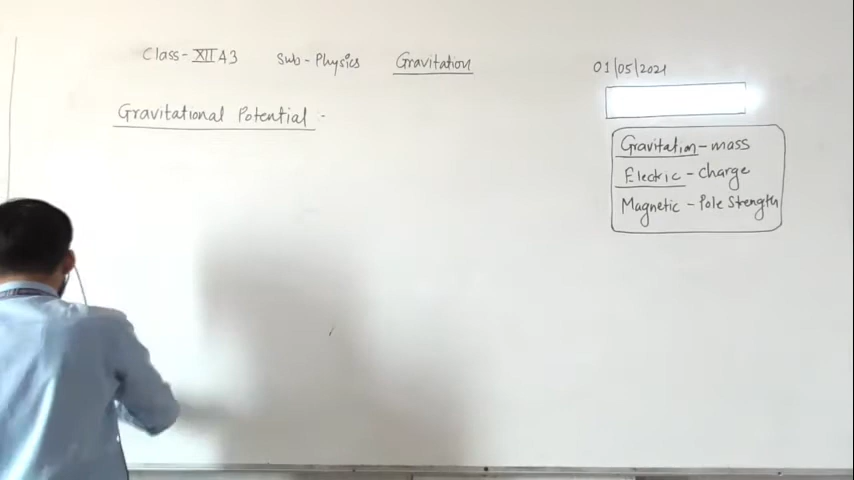 Class - XII A3 Sub - Physics Gravitation 01/05/2021
Gravitational Potential :-
Gravitation - mass
Electric - charge
Magnetic - Pole Strength